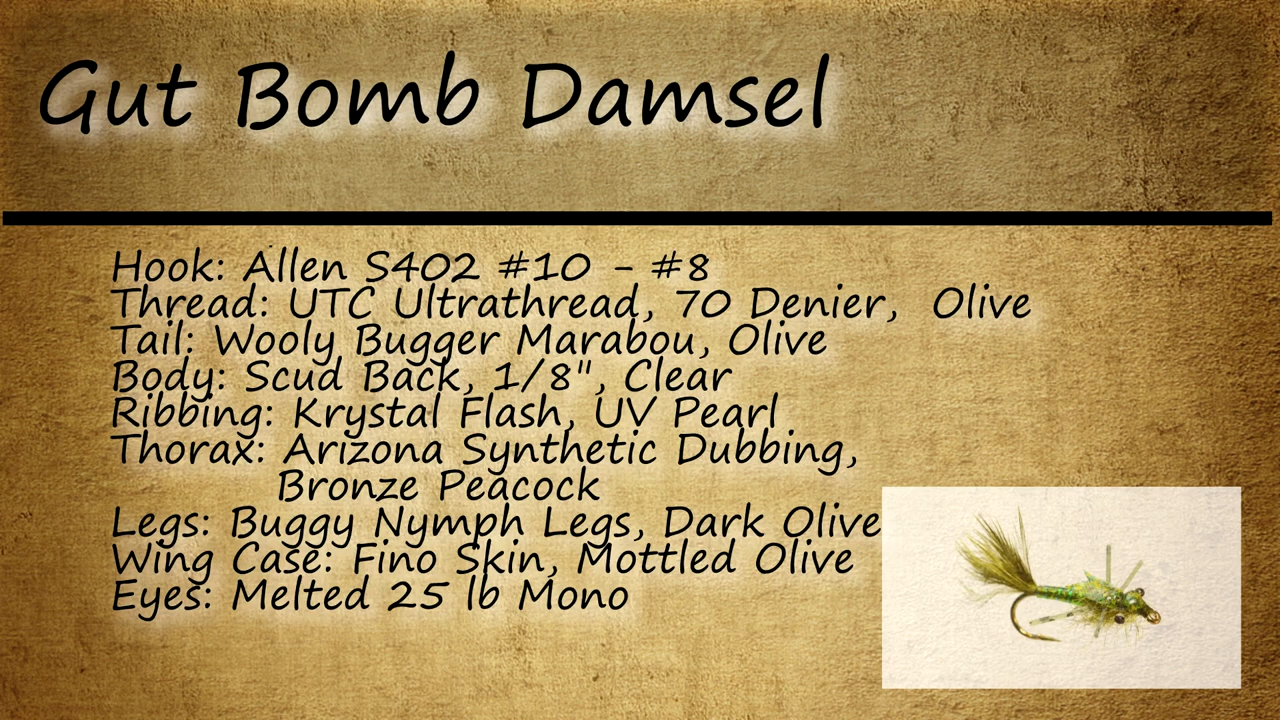 Gut Bomb Damsel
Hook: Allen S402 #10 - #8
Thread: UTC Ultrathread, 70 Denier, Olive
Tail: Wooly Bugger Marabou, Olive
Body: Scud Back, 1/8", Clear
Ribbing: Krystal Flash, UV Pearl
Thorax: Arizona Synthetic Dubbing,
Bronze Peacock
Legs: Buggy Nymph Legs, Dark Olive
Wing Case: Fino Skin, Mottled Olive
Eyes: Melted 25 lb Mono